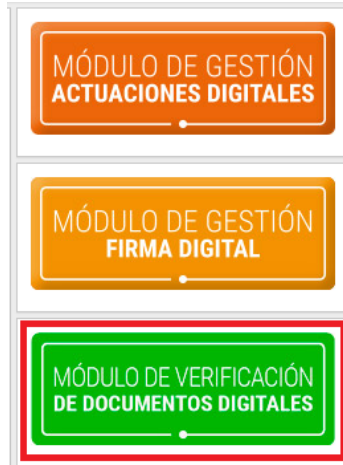 MÓDULO DE GESTIÓN
ACTUACIONES DIGITALES
MÓDULO DE GESTIÓN
FIRMA DIGITAL
MÓDULO DE VERIFICACIÓN
DE DOCUMENTOS DIGITALES